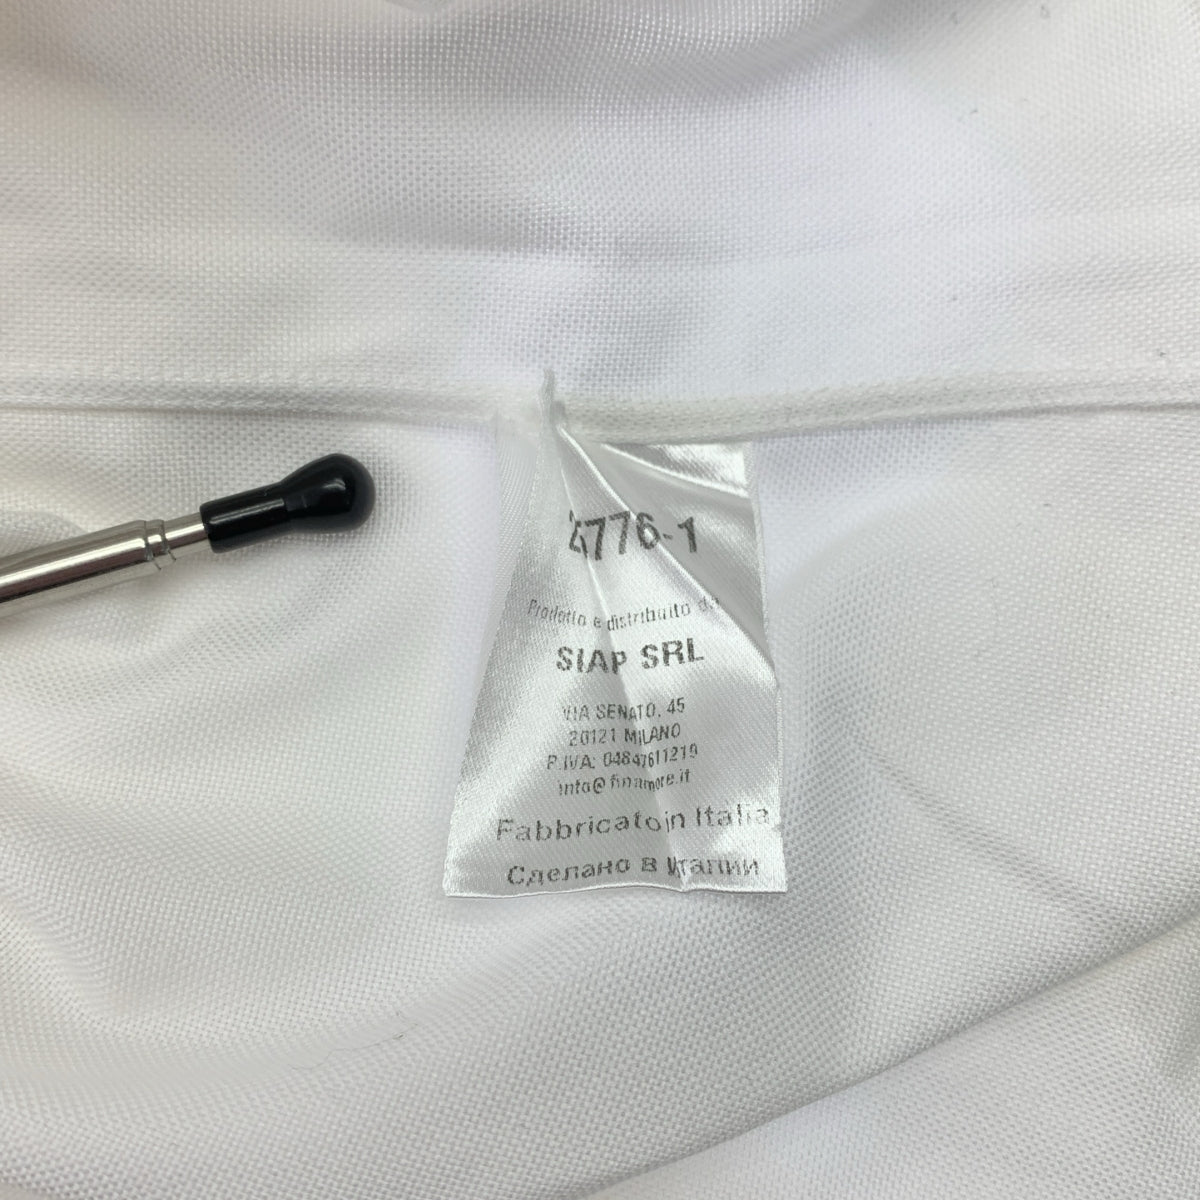 24776-1
Prodotto e distribuito da
SIAP SRL
VIA SENATO, 45
20121 MILANO
P.IVA: 04847611219
info@finamore.it
Fabbricato in Italia
Сделано в Италии